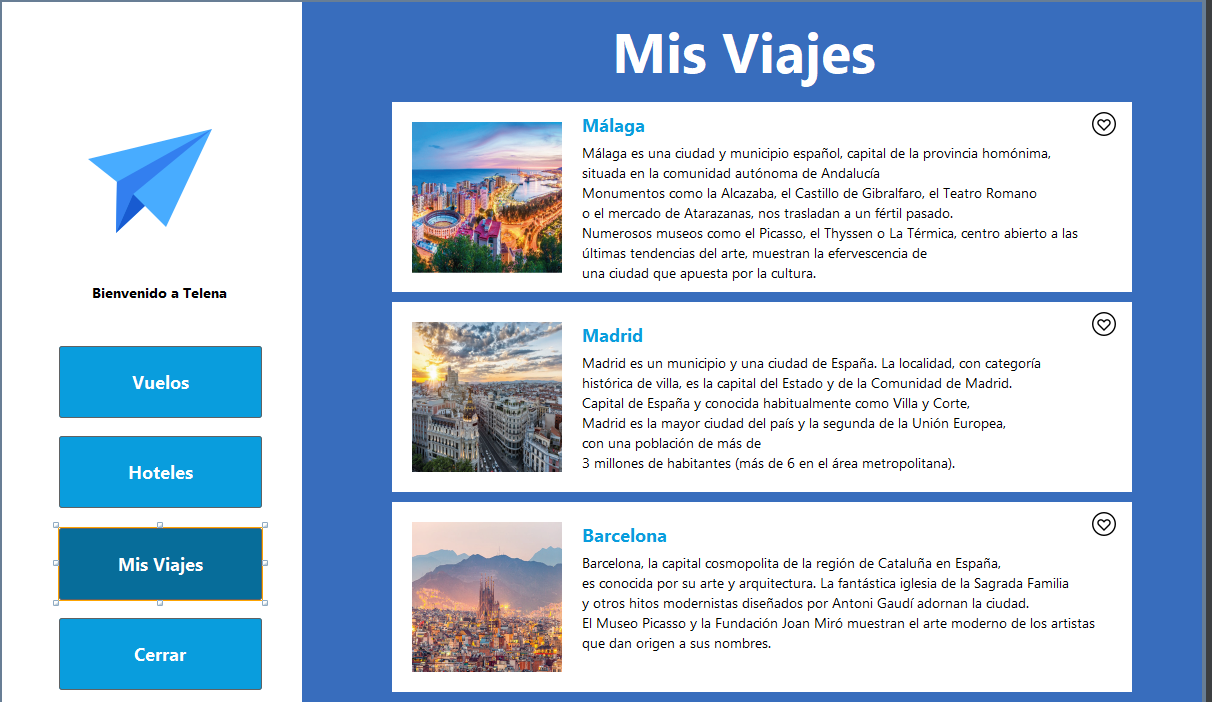 Mis Viajes
Bienvenido a Telena
Vuelos
Hoteles
Mis Viajes
Cerrar
Málaga
Málaga es una ciudad y municipio español, capital de la provincia homónima,
situada en la comunidad autónoma de Andalucía
Monumentos como la Alcazaba, el Castillo de Gibralfaro, el Teatro Romano
o el mercado de Atarazanas, nos trasladan a un fértil pasado.
Numerosos museos como el Picasso, el Thyssen o La Térmica, centro abierto a las
últimas tendencias del arte, muestran la efervescencia de
una ciudad que apuesta por la cultura.
Madrid
Madrid es un municipio y una ciudad de España. La localidad, con categoría
histórica de villa, es la capital del Estado y de la Comunidad de Madrid.
Capital de España y conocida habitualmente como Villa y Corte,
Madrid es la mayor ciudad del país y la segunda de la Unión Europea,
con una población de más de
3 millones de habitantes (más de 6 en el área metropolitana).
Barcelona
Barcelona, la capital cosmopolita de la región de Cataluña en España,
es conocida por su arte y arquitectura. La fantástica iglesia de la Sagrada Familia
y otros hitos modernistas diseñados por Antoni Gaudí adornan la ciudad.
El Museo Picasso y la Fundación Joan Miró muestran el arte moderno de los artistas
que dan origen a sus nombres.